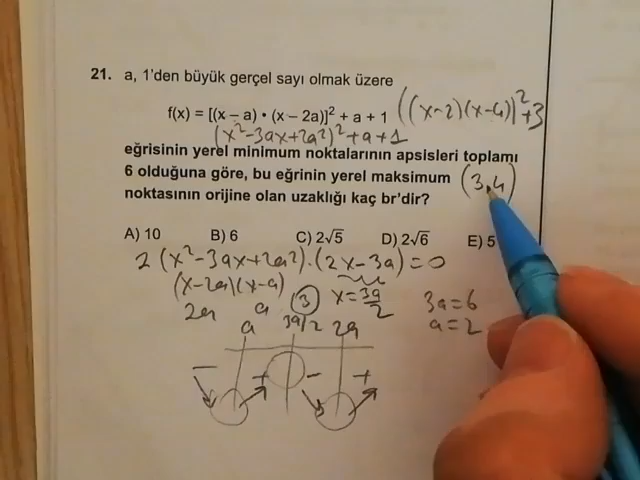 21. a, 1'den büyük gerçel sayı olmak üzere
f(x) = [(x – a) • (x – 2a)]² + a + 1 ((x-2)(x-4))²+3
(x²-3ax+2a²)²+a+1
eğrisinin yerel minimum noktalarının apsisleri toplamı
6 olduğuna göre, bu eğrinin yerel maksimum (3,4)
noktasının orijine olan uzaklığı kaç br'dir?
A) 10 B) 6 C) 2√5 D) 2√6 E) 5
2(x²-3ax+2a²).(2x-3a)=0
(x-2a)(x-a) 3 x=3a/2 3a=6
2a a a=2
a 3a/2 2a
- + - +